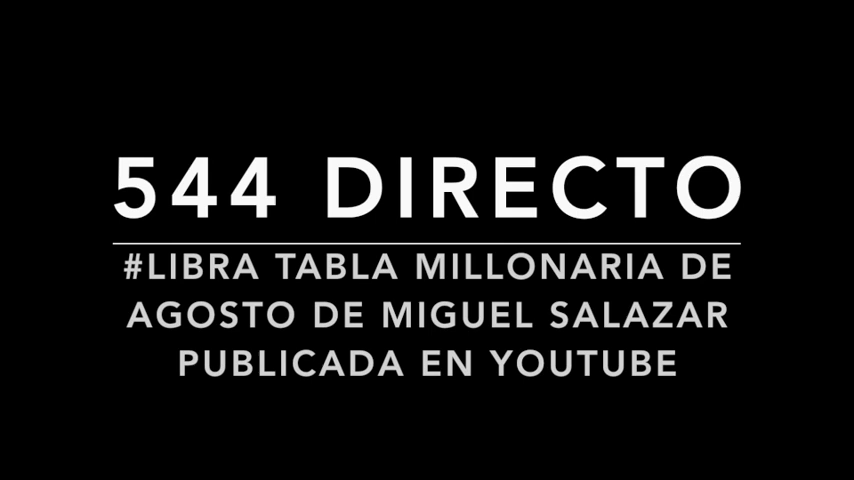 544 DIRECTO
#LIBRA TABLA MILLONARIA DE
AGOSTO DE MIGUEL SALAZAR
PUBLICADA EN YOUTUBE